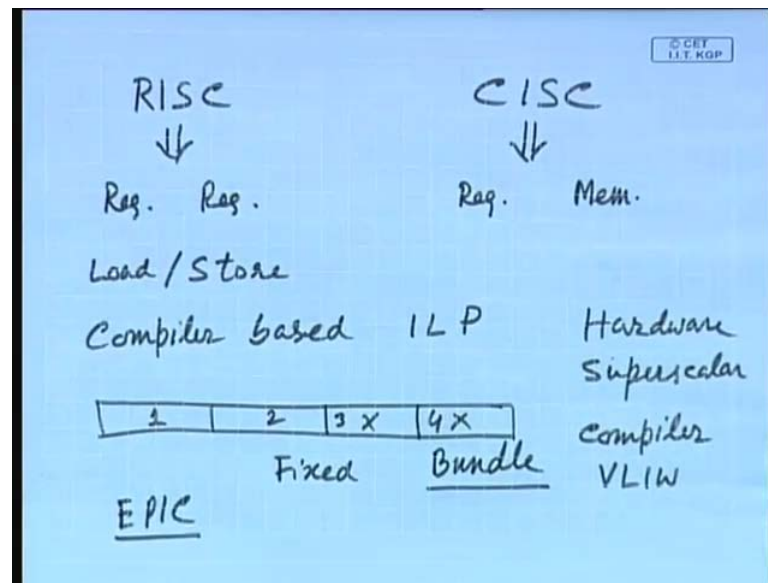 © CET
I.I.T. KGP
RISC CISC
Reg. Reg. Reg. Mem.
Load/Store
Compiler based ILP Hardware
Superscalar
1 2 3 X 4 X Compiler
Fixed Bundle VLIW
EPIC